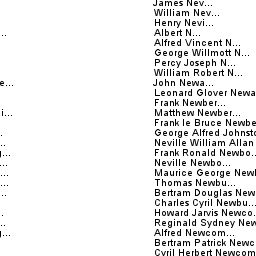 James Nev...
William Nev...
Henry Nevi...
... Albert N...
Alfred Vincent N...
George Willmott N...
Percy Joseph N...
William Robert N...
e... John Newa...
Leonard Glover Newa
Frank Newber...
i... Matthew Newber...
Frank le Bruce Newbe
. George Alfred Johnsto
.. Neville William Allan
g... Frank Ronald Newbo..
... Neville Newbo...
... Maurice George Newl
... Thomas Newbu...
... Bertram Douglas New
Charles Cyril Newbu...
. Howard Jarvis Newco.
.. Reginald Sydney New
g... Alfred Newcom...
Bertram Patrick Newc
Cyril Herbert Newcom